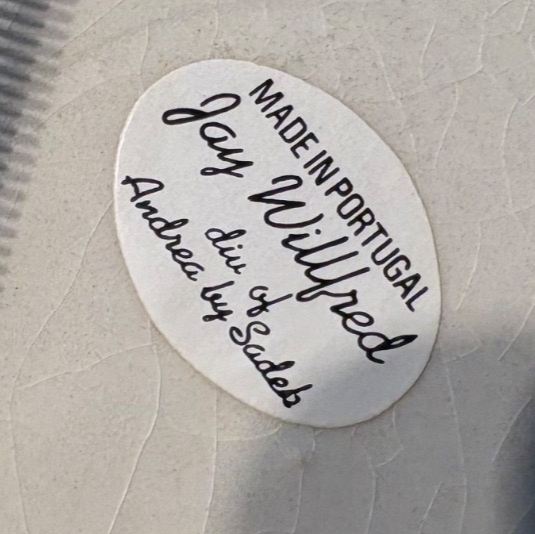 MADE IN PORTUGAL
Jay Willfred
div of
Andrea by Sadek